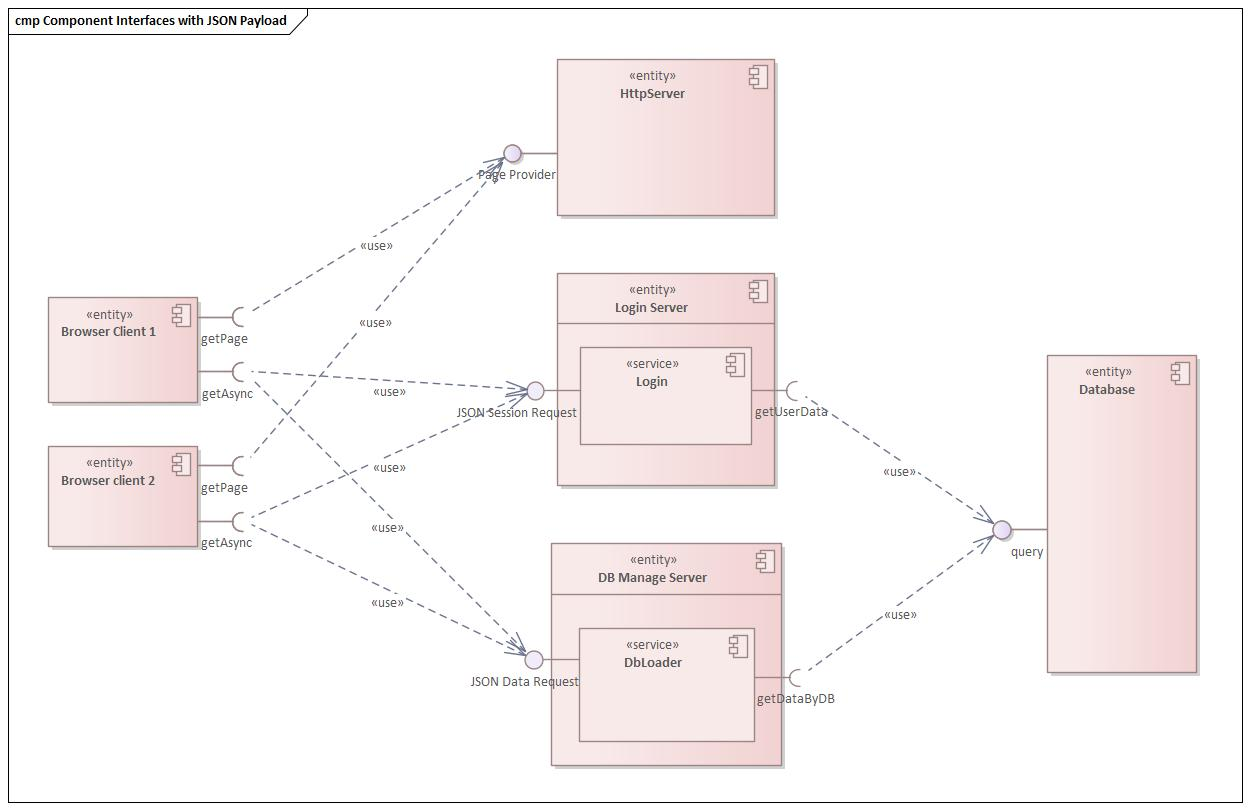 cmp Component Interfaces with JSON Payload
«entity»
HttpServer
Page Provider
«use»
«entity»
Login Server
«entity»
Browser Client 1
getPage
«use»
«service»
Login
«entity»
Database
getAsync
«use»
JSON Session Request
getUserData
«entity»
Browser client 2
getPage
«use»
«use»
getAsync
«use»
query
«entity»
DB Manage Server
«use»
«use»
«service»
DbLoader
JSON Data Request
getDataByDB